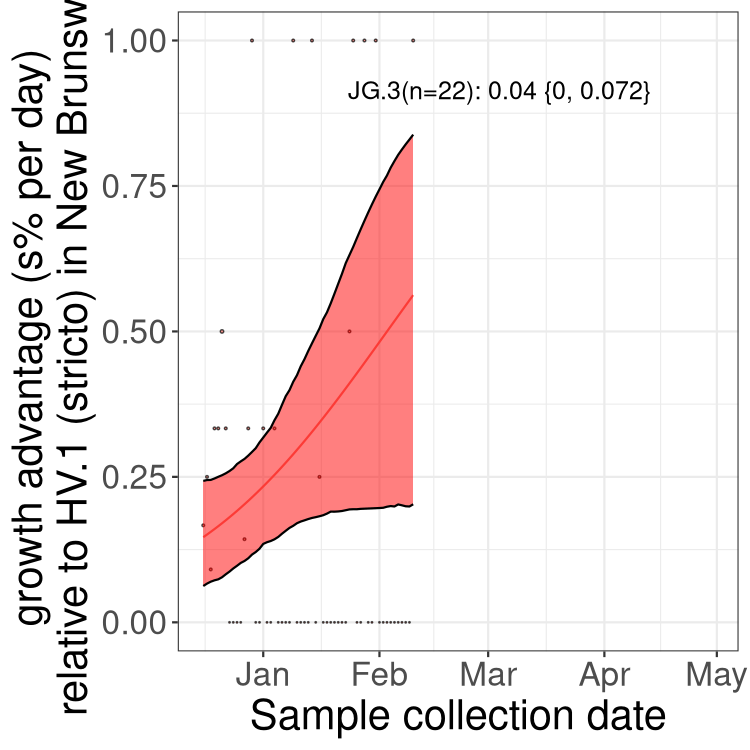 growth advantage (s% per day)
relative to HV.1 (stricto) in New Brunsw
1.00
0.75
0.50
0.25
0.00
JG.3(n=22): 0.04 {0, 0.072}
Jan Feb Mar Apr May
Sample collection date